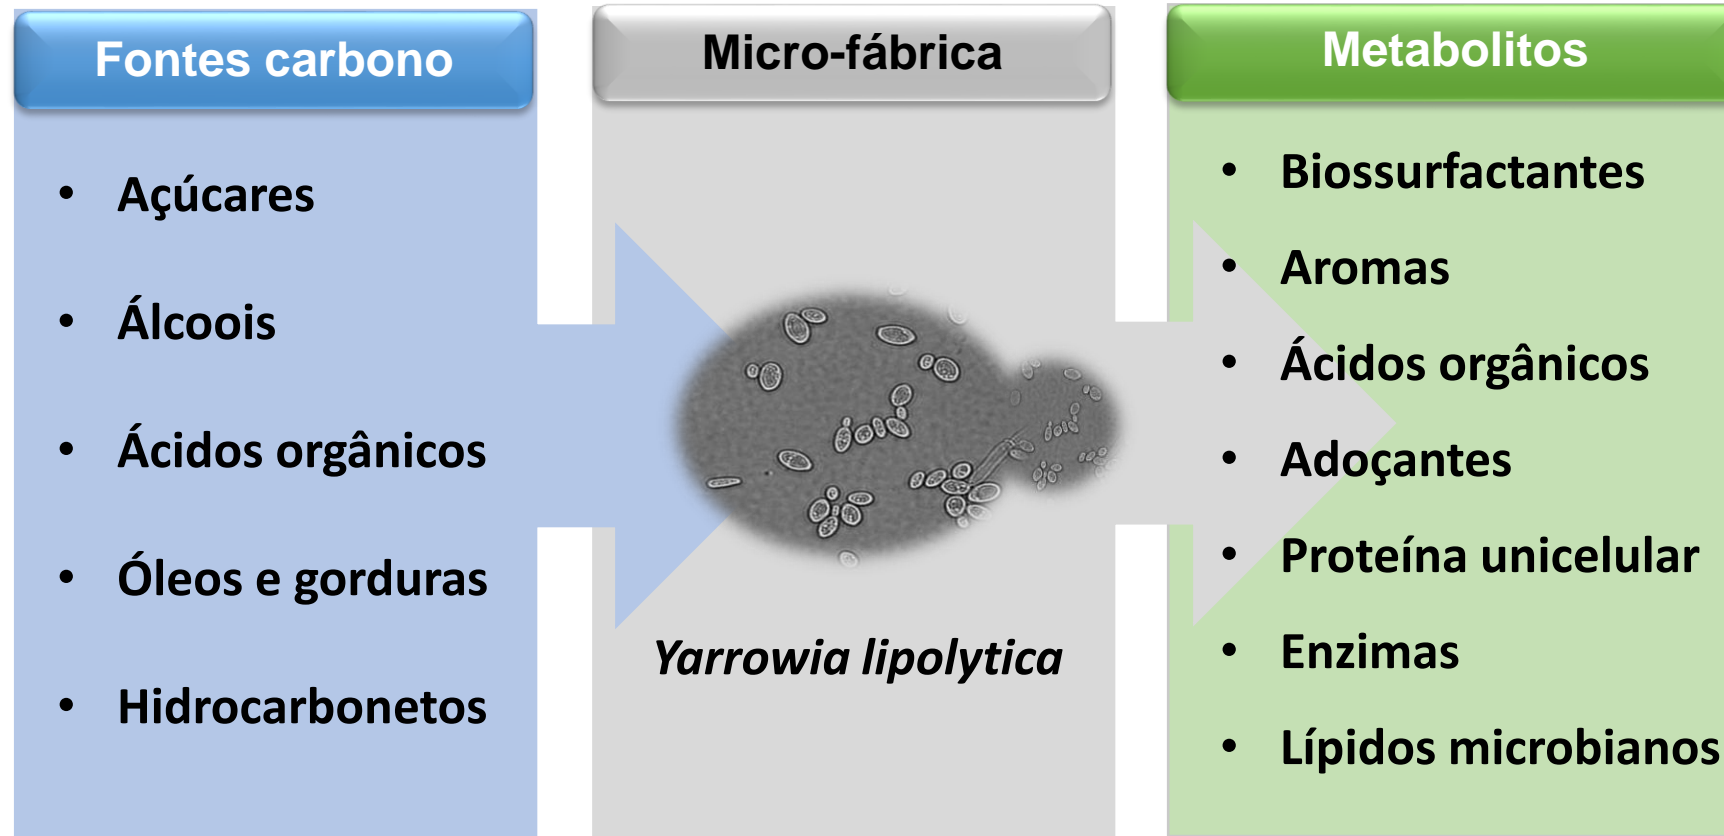 Fontes carbono
• Açúcares
• Álcoois
• Ácidos orgânicos
• Óleos e gorduras
• Hidrocarbonetos
Micro-fábrica
Yarrowia lipolytica
Metabolitos
• Biossurfactantes
• Aromas
• Ácidos orgânicos
• Adoçantes
• Proteína unicelular
• Enzimas
• Lípidos microbianos